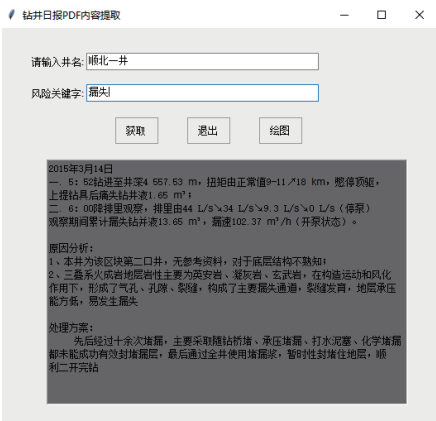 钻井日报PDF内容提取
请输入井名:
顺北一井
风险关键字:
漏失
获取
退出
绘图
2015年3月14日
一. 5: 52钻进至井深4 557.53 m, 扭矩由正常值9-11↗18 km, 憋停顶驱,
上提钻具后漏失钻井液1.65 m³;
二. 6: 00降排里观察, 排里由44 L/s↘34 L/s↘9.3 L/s↘0 L/s（停泵）
观察期间累计漏失钻井液13.65 m³, 漏速102.37 m³/h（开泵状态）。
原因分析:
1、本井为该区块第二口井, 无参考资料, 对于底层结构不熟知;
2、三叠系火成岩地层岩性主要为英安岩、凝灰岩、玄武岩, 在构造运动和风化
作用下, 形成了气孔、孔隙、裂缝, 构成了主要漏失通道, 裂缝发育, 地层承压
能力低, 易发生漏失
处理方案:
先后经过十余次堵漏, 主要采取随钻桥堵、承压堵漏、打水泥塞、化学堵漏
都未能成功有效封堵漏层, 最后通过全井使用堵漏浆, 暂时性封堵住地层, 顺
利二开完钻